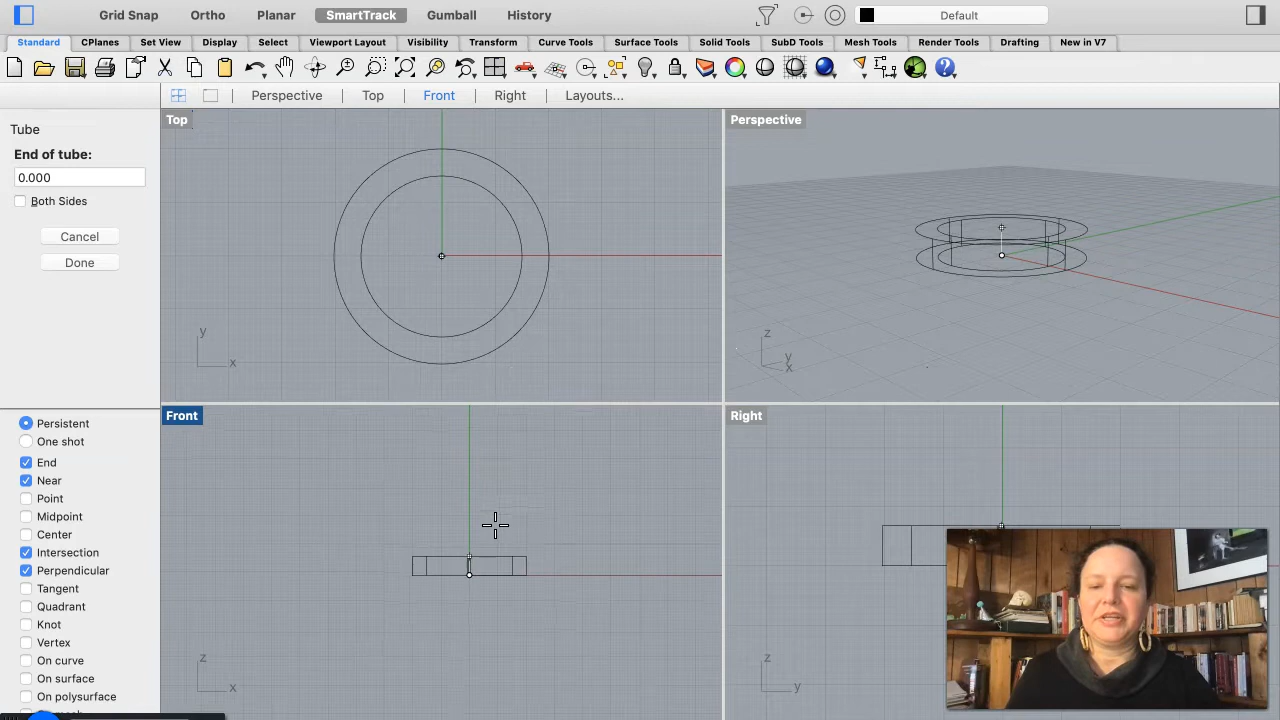 Grid Snap Ortho Planar SmartTrack Gumball History Default
Standard CPlanes Set View Display Select Viewport Layout Visibility Transform Curve Tools Surface Tools Solid Tools SubD Tools Mesh Tools Render Tools Drafting New in V7
Perspective Top Front Right Layouts...
Tube
End of tube:
0.000
Both Sides
Cancel
Done
Persistent
One shot
End
Near
Point
Midpoint
Center
Intersection
Perpendicular
Tangent
Quadrant
Knot
Vertex
On curve
On surface
On polysurface
Top
y
x
Perspective
z
y
x
Front
z
x
Right
z
y